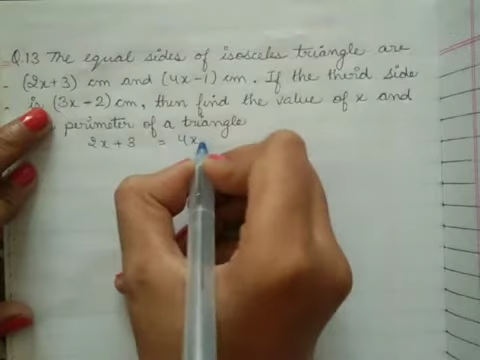 Q.13 The equal sides of isosceles triangle are
(2x+3) cm and (4x-1) cm. If the third side
is (3x-2) cm, then find the value of x and
perimeter of a triangle
2x+3 = 4x